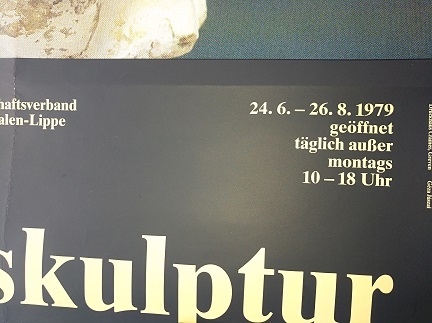 haftsverband
alen-Lippe
24. 6. – 26. 8. 1979
geöffnet
täglich außer
montags
10 – 18 Uhr
skulptur